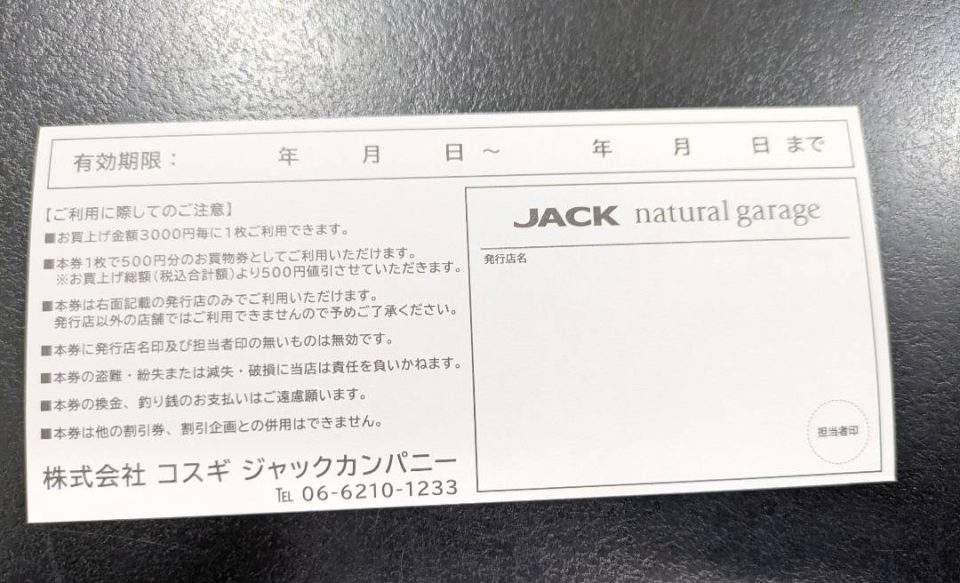 有効期限： 年 月 日 ～ 年 月 日 まで
【ご利用に際してのご注意】
■お買上げ金額3000円毎に1枚ご利用できます。
■本券1枚で500円分のお買物券としてご利用いただけます。
※お買上げ総額(税込合計額)より500円値引させていただきます。
■本券は右面記載の発行店のみでご利用いただけます。
発行店以外の店舗ではご利用できませんので予めご了承ください。
■本券に発行店名印及び担当者印の無いものは無効です。
■本券の盗難・紛失または滅失・破損に当店は責任を負いかねます。
■本券の換金、釣り銭のお支払いはご遠慮願います。
■本券は他の割引券、割引企画との併用はできません。
株式会社 コスギ ジャックカンパニー
TEL 06-6210-1233
JACK natural garage
発行店名
担当者印